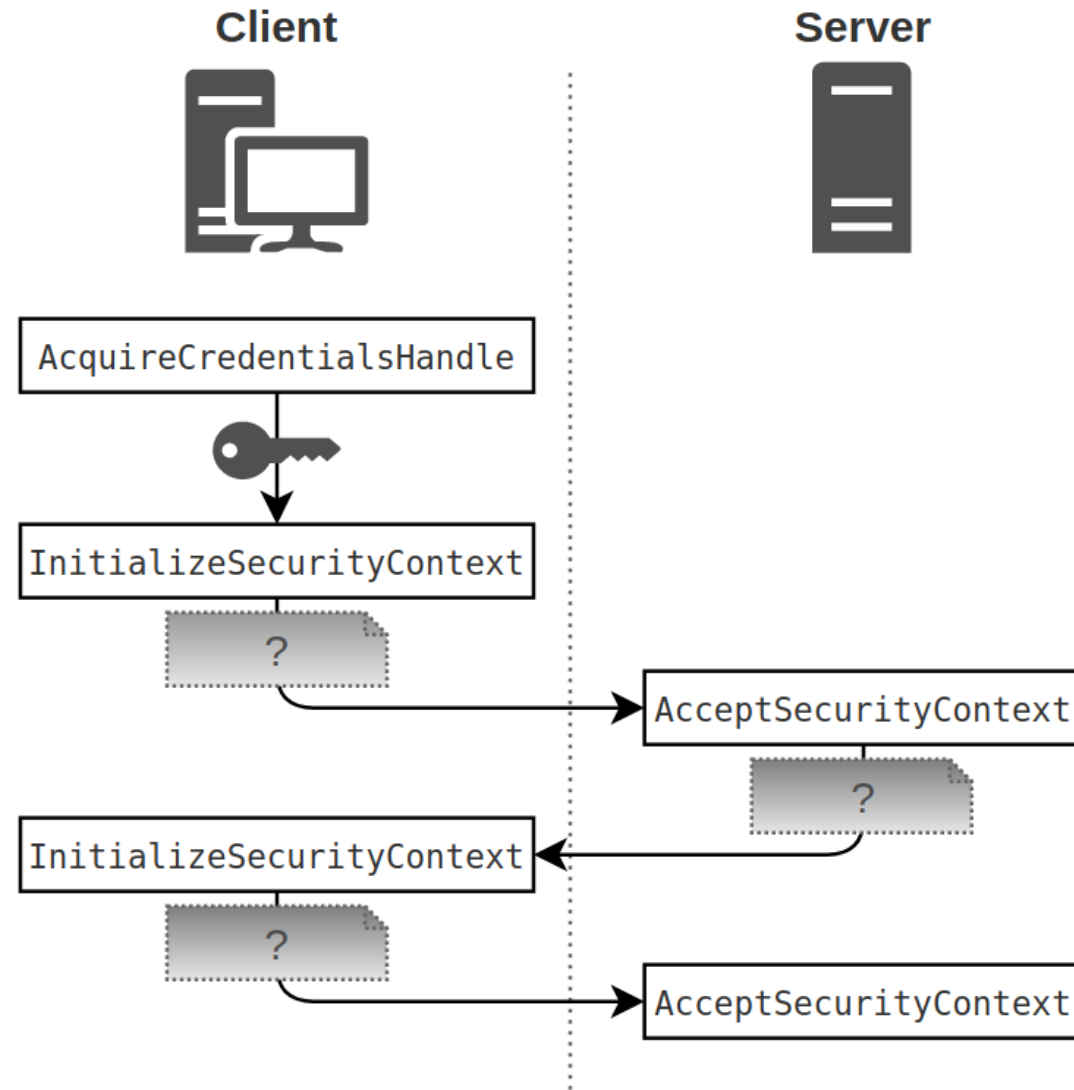 Client
Server
AcquireCredentialsHandle
InitializeSecurityContext
?
AcceptSecurityContext
?
InitializeSecurityContext
?
AcceptSecurityContext